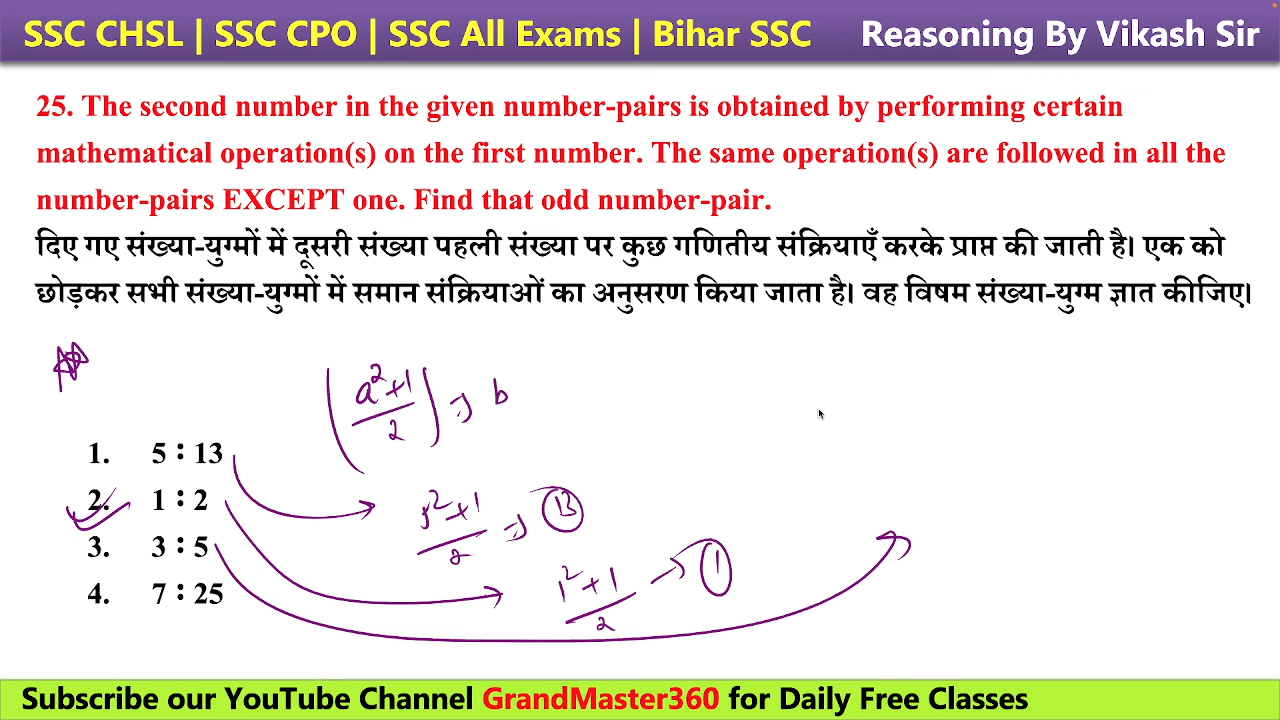 SSC CHSL | SSC CPO | SSC All Exams | Bihar SSC Reasoning By Vikash Sir
25. The second number in the given number-pairs is obtained by performing certain
mathematical operation(s) on the first number. The same operation(s) are followed in all the
number-pairs EXCEPT one. Find that odd number-pair.
दिए गए संख्या-युग्मों में दूसरी संख्या पहली संख्या पर कुछ गणितीय संक्रियाएँ करके प्राप्त की जाती है। एक को
छोड़कर सभी संख्या-युग्मों में समान संक्रियाओं का अनुसरण किया जाता है। वह विषम संख्या-युग्म ज्ञात कीजिए।
(a²+1/2) => b
1. 5 : 13
2. 1 : 2
3. 3 : 5
4. 7 : 25
5²+1/2 => 13
1²+1/2 → 1
Subscribe our YouTube Channel GrandMaster360 for Daily Free Classes